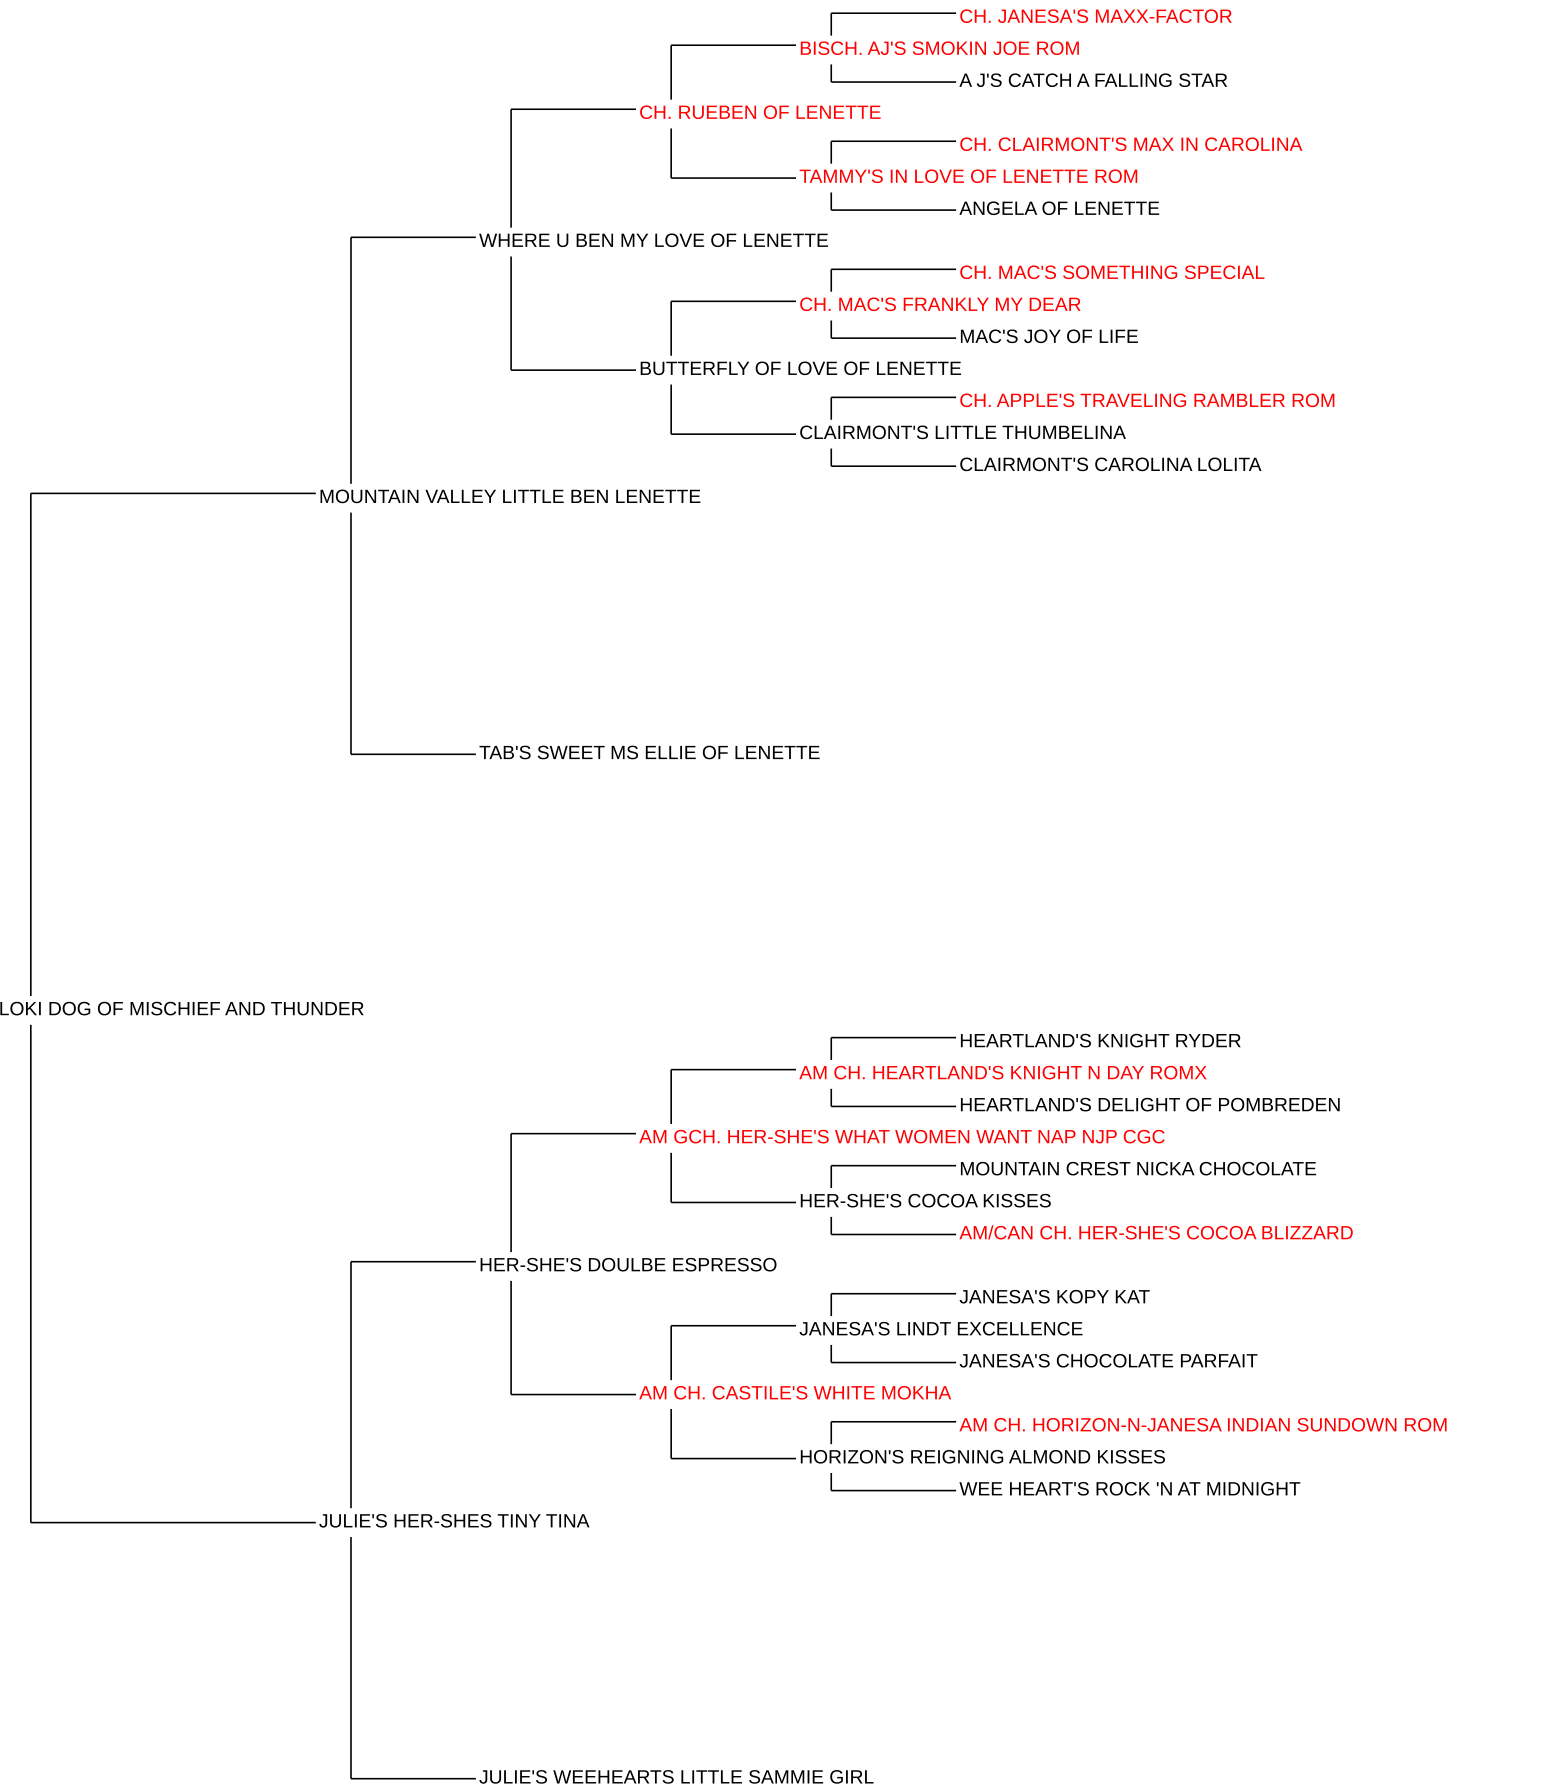 CH. JANESA'S MAXX-FACTOR
BISCH. AJ'S SMOKIN JOE ROM
A J'S CATCH A FALLING STAR
CH. RUEBEN OF LENETTE
CH. CLAIRMONT'S MAX IN CAROLINA
TAMMY'S IN LOVE OF LENETTE ROM
ANGELA OF LENETTE
WHERE U BEN MY LOVE OF LENETTE
CH. MAC'S SOMETHING SPECIAL
CH. MAC'S FRANKLY MY DEAR
MAC'S JOY OF LIFE
BUTTERFLY OF LOVE OF LENETTE
CH. APPLE'S TRAVELING RAMBLER ROM
CLAIRMONT'S LITTLE THUMBELINA
CLAIRMONT'S CAROLINA LOLITA
MOUNTAIN VALLEY LITTLE BEN LENETTE
TAB'S SWEET MS ELLIE OF LENETTE
LOKI DOG OF MISCHIEF AND THUNDER
HEARTLAND'S KNIGHT RYDER
AM CH. HEARTLAND'S KNIGHT N DAY ROMX
HEARTLAND'S DELIGHT OF POMBREDEN
AM GCH. HER-SHE'S WHAT WOMEN WANT NAP NJP CGC
MOUNTAIN CREST NICKA CHOCOLATE
HER-SHE'S COCOA KISSES
AM/CAN CH. HER-SHE'S COCOA BLIZZARD
HER-SHE'S DOULBE ESPRESSO
JANESA'S KOPY KAT
JANESA'S LINDT EXCELLENCE
JANESA'S CHOCOLATE PARFAIT
AM CH. CASTILE'S WHITE MOKHA
AM CH. HORIZON-N-JANESA INDIAN SUNDOWN ROM
HORIZON'S REIGNING ALMOND KISSES
WEE HEART'S ROCK 'N AT MIDNIGHT
JULIE'S HER-SHES TINY TINA
JULIE'S WEEHEARTS LITTLE SAMMIE GIRL